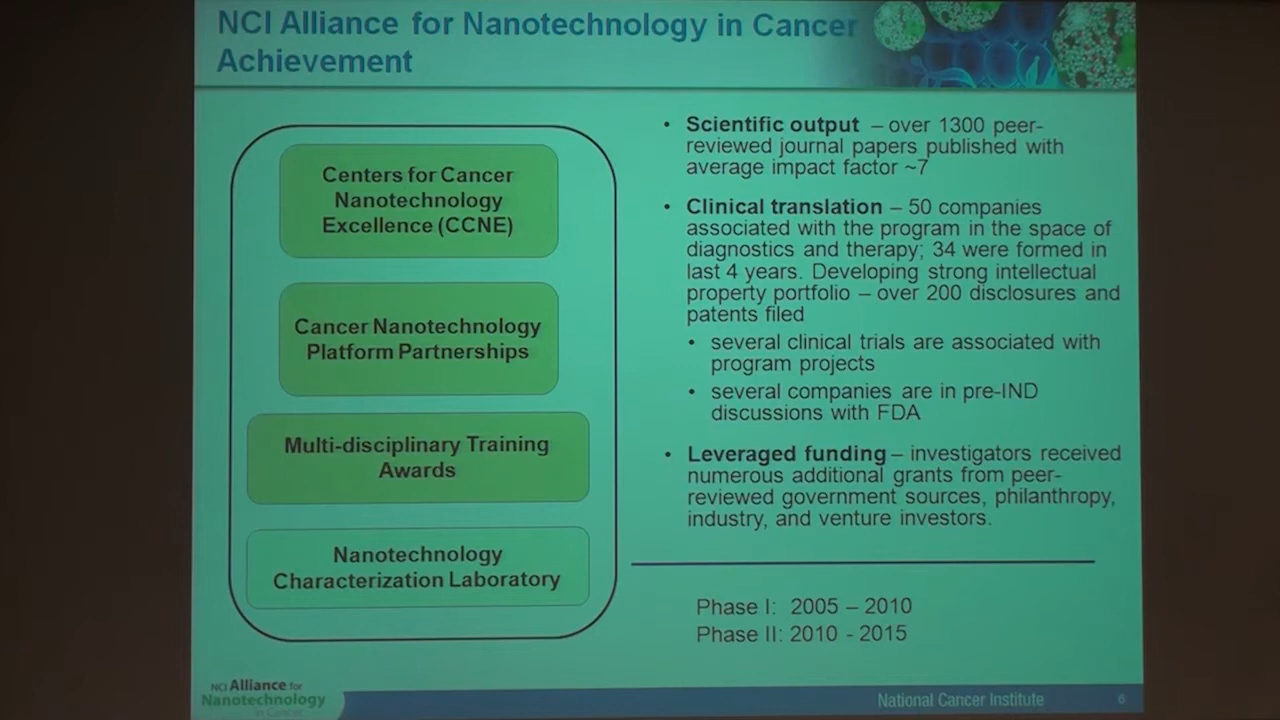 NCI Alliance for Nanotechnology in Cancer
Achievement
Centers for Cancer
Nanotechnology
Excellence (CCNE)
Cancer Nanotechnology
Platform Partnerships
Multi-disciplinary Training
Awards
Nanotechnology
Characterization Laboratory
• Scientific output – over 1300 peer-
reviewed journal papers published with
average impact factor ~7
• Clinical translation – 50 companies
associated with the program in the space of
diagnostics and therapy; 34 were formed in
last 4 years. Developing strong intellectual
property portfolio – over 200 disclosures and
patents filed
• several clinical trials are associated with
program projects
• several companies are in pre-IND
discussions with FDA
• Leveraged funding – investigators received
numerous additional grants from peer-
reviewed government sources, philanthropy,
industry, and venture investors.
Phase I: 2005 – 2010
Phase II: 2010 - 2015
NCI Alliance for
Nanotechnology
in Cancer
National Cancer Institute 6